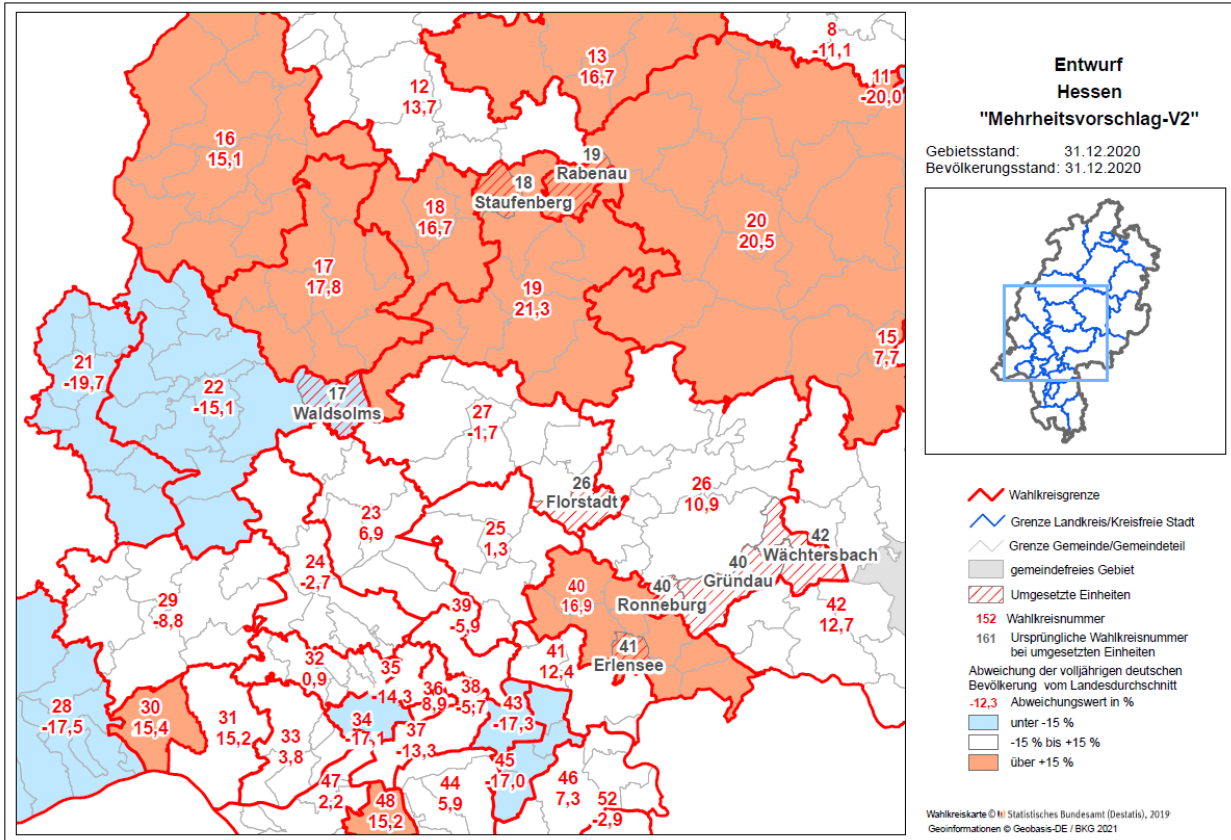 8
-11,1
13
16,7
11
-20,0
12
13,7
16
15,1
19
Rabenau
18
Staufenberg
18
16,7
20
20,5
17
17,8
19
21,3
15
7,7
21
-19,7
22
-15,1
17
Waldsolms
27
-1,7
26
Florstadt
26
10,9
23
6,9
25
1,3
42
Wächtersbach
24
-2,7
40
Gründau
40
Ronneburg
40
16,9
29
-8,8
39
-5,9
42
12,7
41
Erlensee
41
12,4
32
0,9
35
-14,3
36
-8,9
38
-5,7
43
-17,3
28
-17,5
30
15,4
31
15,2
34
-17,1
33
3,8
37
-13,3
45
-17,0
47
2,2
48
15,2
44
5,9
46
7,3
52
-2,9
Entwurf
Hessen
"Mehrheitsvorschlag-V2"
Gebietsstand: 31.12.2020
Bevölkerungsstand: 31.12.2020
Wahlkreisgrenze
Grenze Landkreis/Kreisfreie Stadt
Grenze Gemeinde/Gemeindeteil
gemeindefreies Gebiet
Umgesetzte Einheiten
152 Wahlkreisnummer
161 Ursprüngliche Wahlkreisnummer
bei umgesetzten Einheiten
Abweichung der volljährigen deutschen
Bevölkerung vom Landesdurchschnitt
-12,3 Abweichungswert in %
unter -15 %
-15 % bis +15 %
über +15 %
Wahlkreiskarte © Statistisches Bundesamt (Destatis), 2019
Geoinformationen © Geobasis-DE / BKG 2021